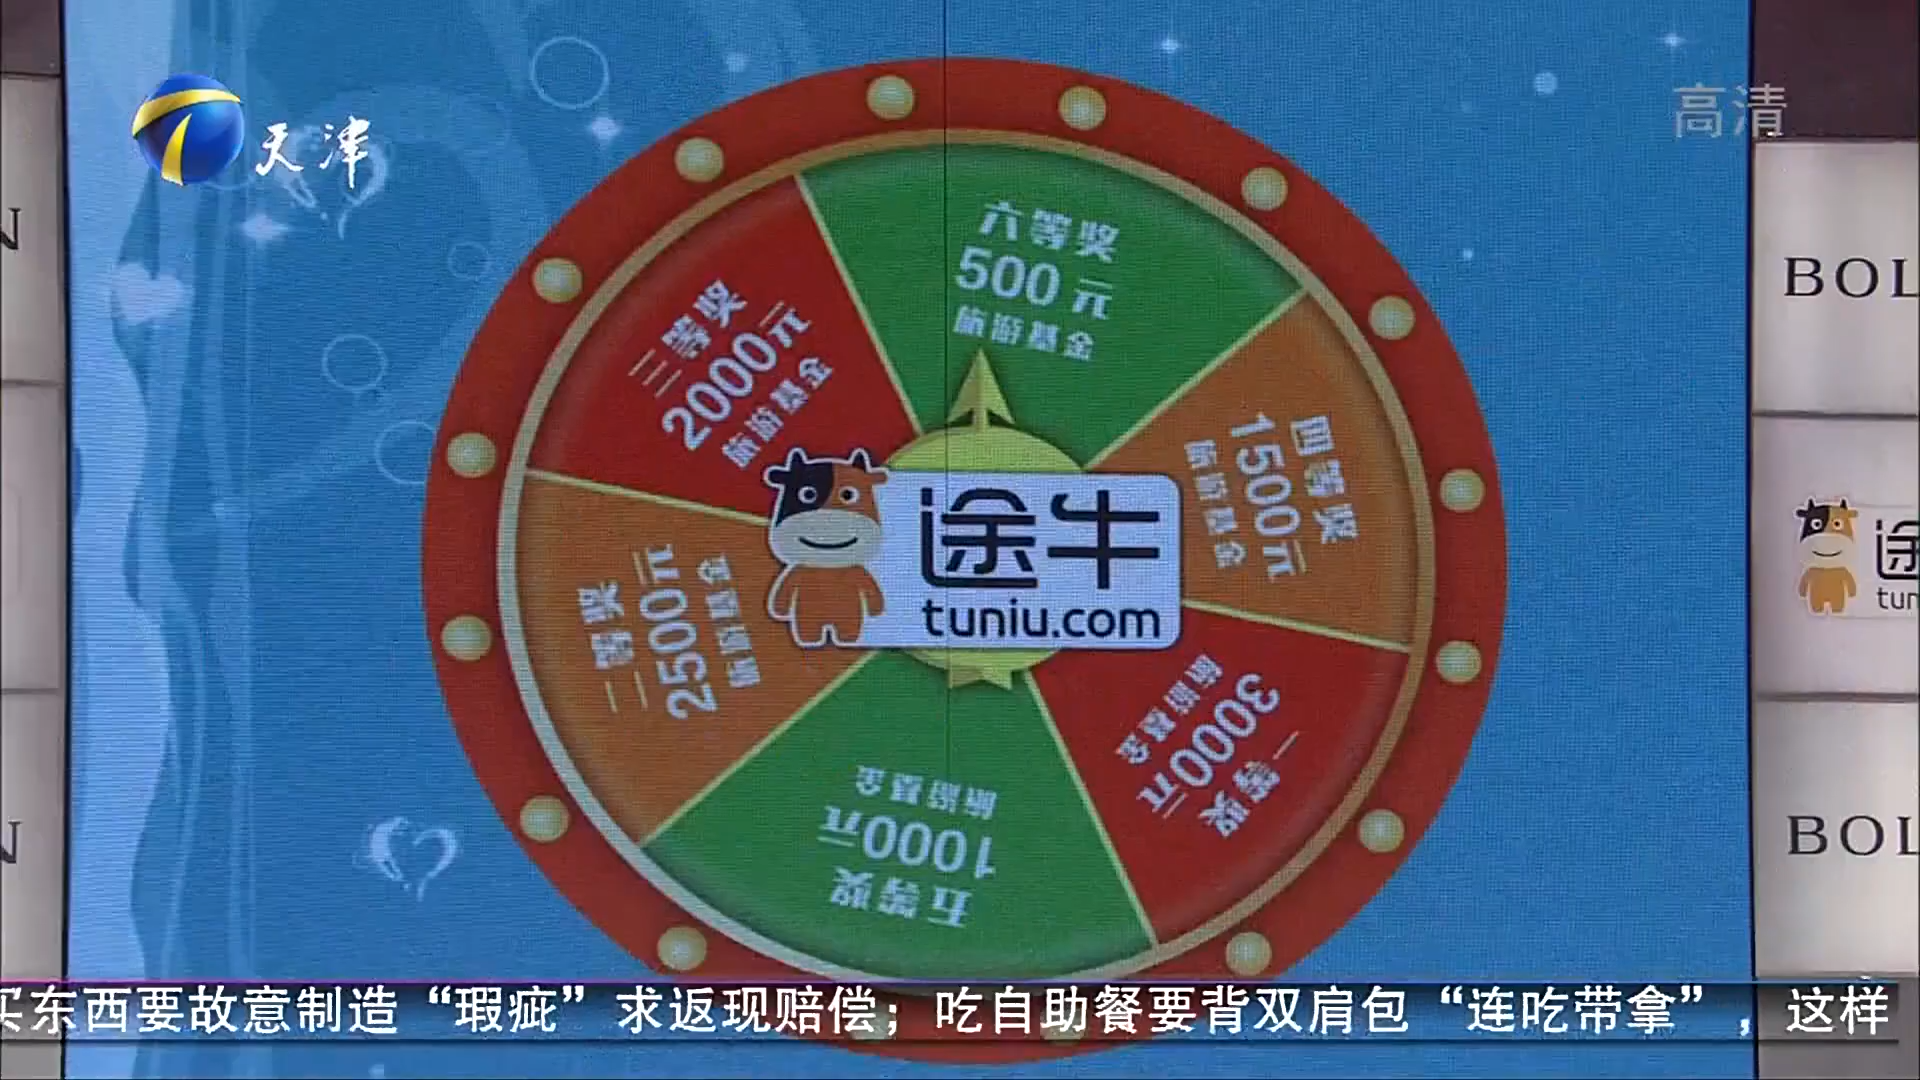 天津
高清
六等奖
500元
旅游基金
三等奖
2000元
旅游基金
四等奖
1500元
旅游基金
途牛
tuniu.com
二等奖
2500元
旅游基金
一等奖
3000元
旅游基金
五等奖
1000元
旅游基金
BOL
途
tun
BOL
N
N
买东西要故意制造“瑕疵”求返现赔偿；吃自助餐要背双肩包“连吃带拿”，这样